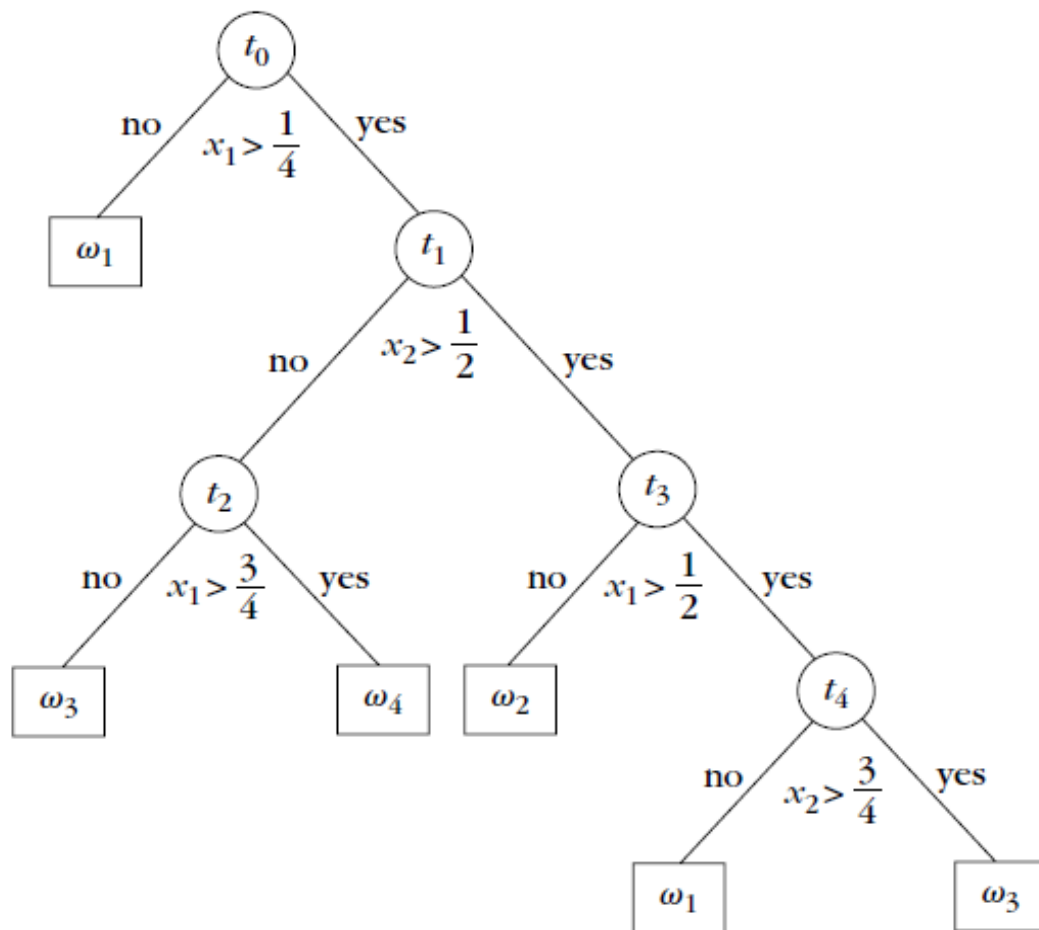 t₀
no
yes
x₁ > 1/4
ω₁
t₁
no
x₂ > 1/2
yes
t₂
t₃
no
x₁ > 3/4
yes
no
x₁ > 1/2
yes
ω₃
ω₄
ω₂
t₄
no
x₂ > 3/4
yes
ω₁
ω₃